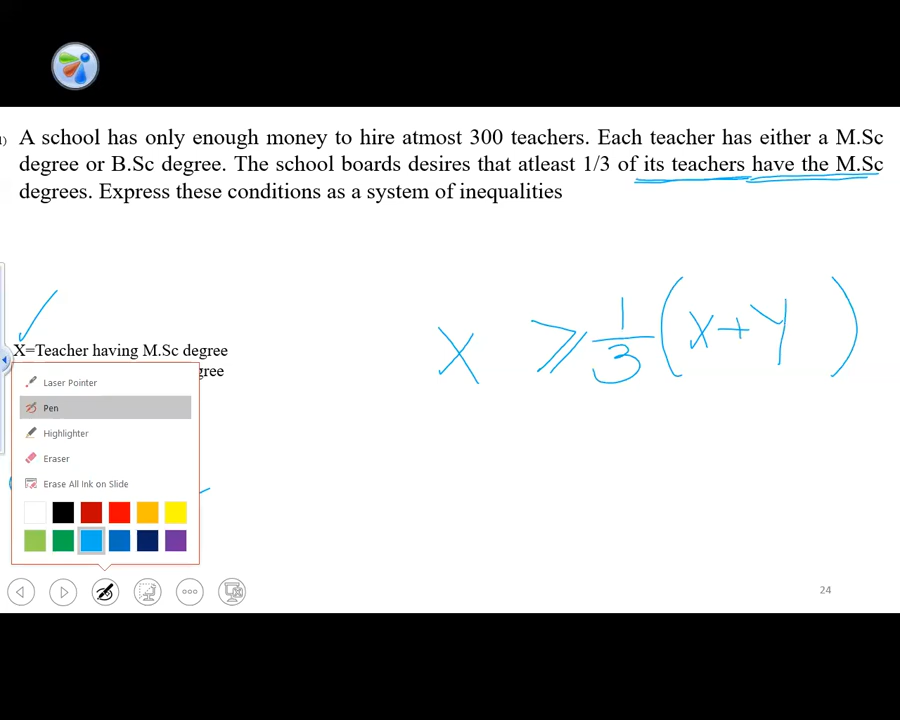 1) A school has only enough money to hire atmost 300 teachers. Each teacher has either a M.Sc
degree or B.Sc degree. The school boards desires that atleast 1/3 of its teachers have the M.Sc
degrees. Express these conditions as a system of inequalities
X ⩾ 1/3 (X+Y)
X=Teacher having M.Sc degree
gree
Laser Pointer
Pen
Highlighter
Eraser
Erase All Ink on Slide
24